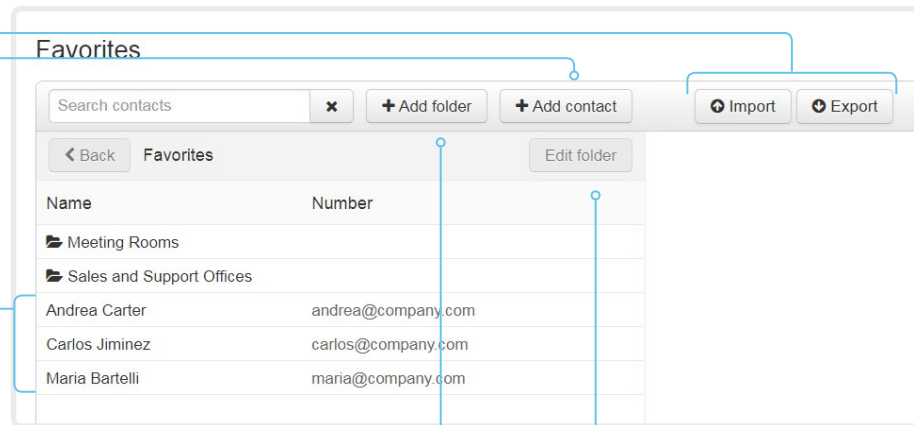 Favorites
Search contacts Add folder Add contact Import Export
Back Favorites Edit folder
Name Number
Meeting Rooms
Sales and Support Offices
Andrea Carter andrea@company.com
Carlos Jiminez carlos@company.com
Maria Bartelli maria@company.com